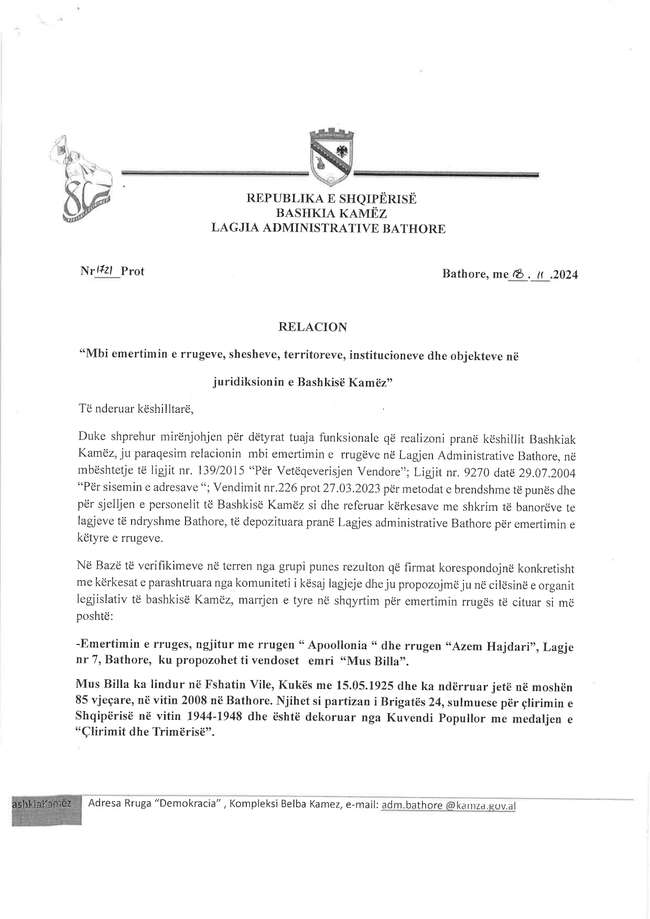 80
REPUBLIKA E SHQIPËRISË
BASHKIA KAMËZ
LAGJIA ADMINISTRATIVE BATHORE
Nr 1721 Prot
Bathore, me 18 . 11 .2024
RELACION
“Mbi emertimin e rrugeve, shesheve, territoreve, institucioneve dhe objekteve në
juridiksionin e Bashkisë Kamëz”
Të nderuar këshilltarë,
Duke shprehur mirënjohjen për dëtyrat tuaja funksionale që realizoni pranë këshillit Bashkiak
Kamëz, ju paraqesim relacionin mbi emertimin e rrugëve në Lagjen Administrative Bathore, në
mbështetje të ligjit nr. 139/2015 “Për Vetëqeverisjen Vendore”; Ligjit nr. 9270 datë 29.07.2004
“Për sisemin e adresave “; Vendimit nr.226 prot 27.03.2023 për metodat e brendshme të punës dhe
për sjelljen e personelit të Bashkisë Kamëz si dhe referuar kërkesave me shkrim të banorëve te
lagjeve të ndryshme Bathore, të depozituara pranë Lagjes administrative Bathore për emertimin e
këtyre e rrugeve.
Në Bazë të verifikimeve në terren nga grupi punes rezulton që firmat korespondojnë konkretisht
me kërkesat e parashtruara nga komuniteti i kësaj lagjeje dhe ju propozojmë ju në cilësinë e organit
legjislativ të bashkisë Kamëz, marrjen e tyre në shqyrtim për emertimin rrugës të cituar si më
poshtë:
-Emertimin e rruges, ngjitur me rrugen “ Apoollonia “ dhe rrugen “Azem Hajdari”, Lagje
nr 7, Bathore, ku propozohet ti vendoset emri “Mus Billa”.
Mus Billa ka lindur në Fshatin Vile, Kukës me 15.05.1925 dhe ka ndërruar jetë në moshën
85 vjeçare, në vitin 2008 në Bathore. Njihet si partizan i Brigatës 24, sulmuese për çlirimin e
Shqipërisë në vitin 1944-1948 dhe është dekoruar nga Kuvendi Popullor me medaljen e
“Çlirimit dhe Trimërisë”.
ashkiaKamëz
Adresa Rruga “Demokracia” , Kompleksi Belba Kamez, e-mail: adm.bathore @kamza.gov.al